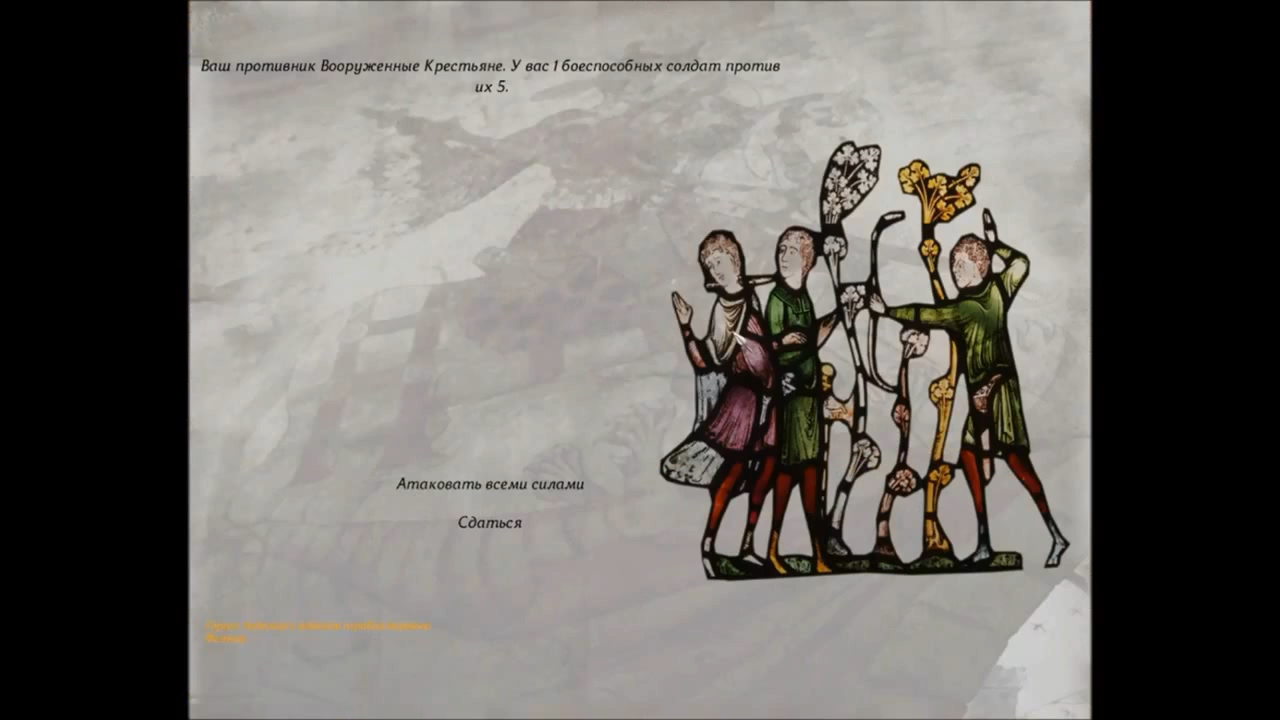 Ваш противник Вооруженные Крестьяне. У вас 1 боеспособных солдат против
их 5.
Атаковать всеми силами
Сдаться